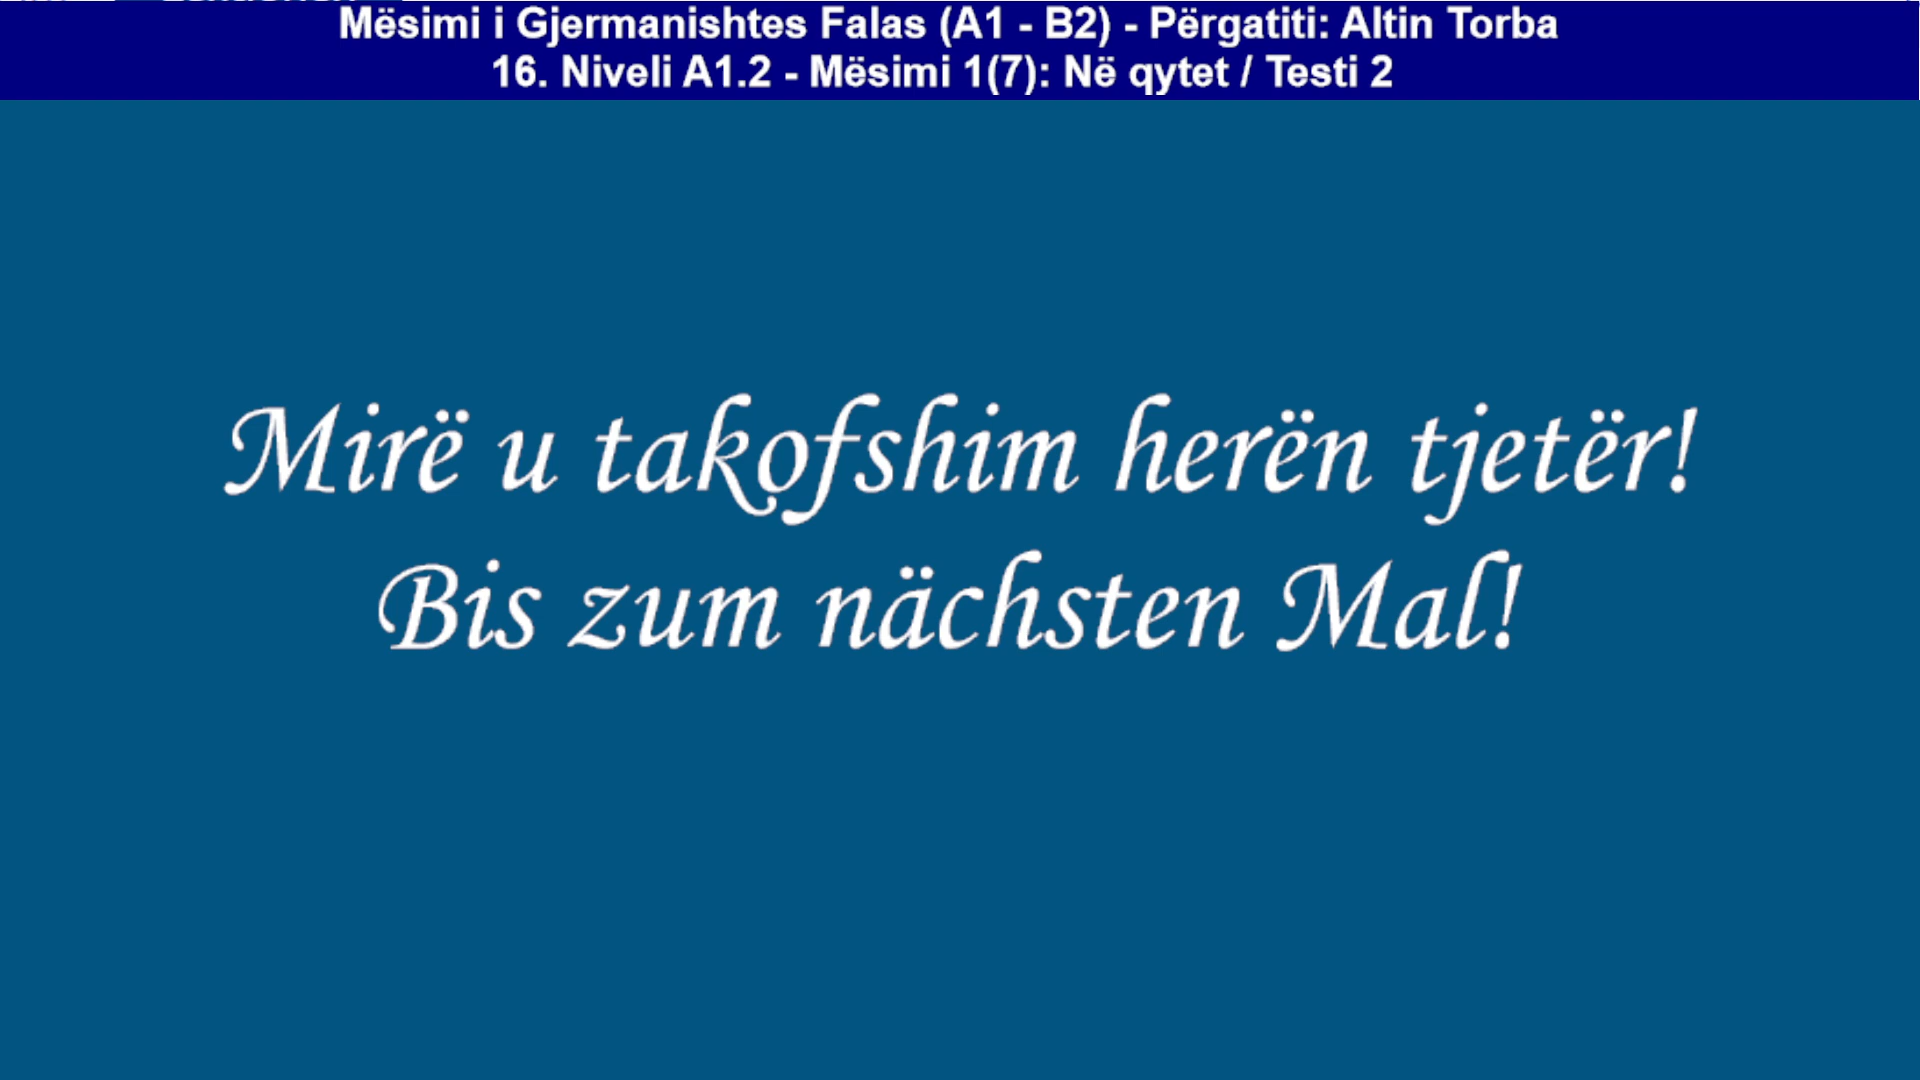 Mësimi i Gjermanishtes Falas (A1 - B2) - Përgatiti: Altin Torba
16. Niveli A1.2 - Mësimi 1(7): Në qytet / Testi 2
Mirë u takofshim herën tjetër!
Bis zum nächsten Mal!